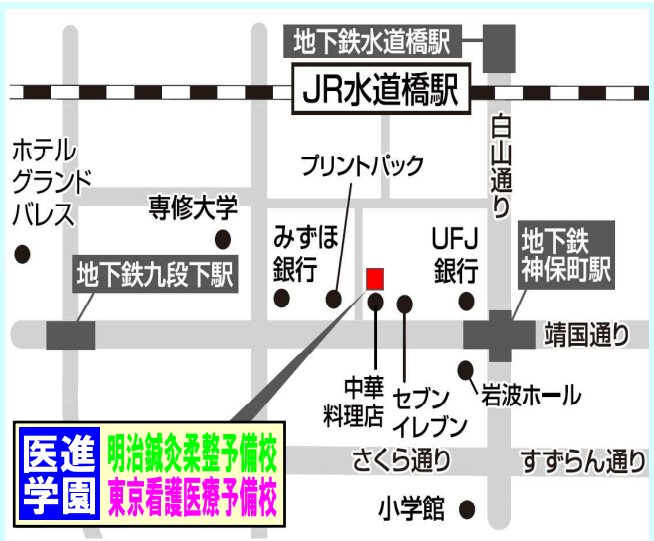 地下鉄水道橋駅
JR水道橋駅
白山通り
ホテル
グランド
パレス
プリントパック
専修大学
みずほ
銀行
UFJ
銀行
地下鉄
神保町駅
地下鉄九段下駅
靖国通り
中華
料理店
セブン
イレブン
岩波ホール
医進
学園
明治鍼灸柔整予備校
東京看護医療予備校
さくら通り
すずらん通り
小学館